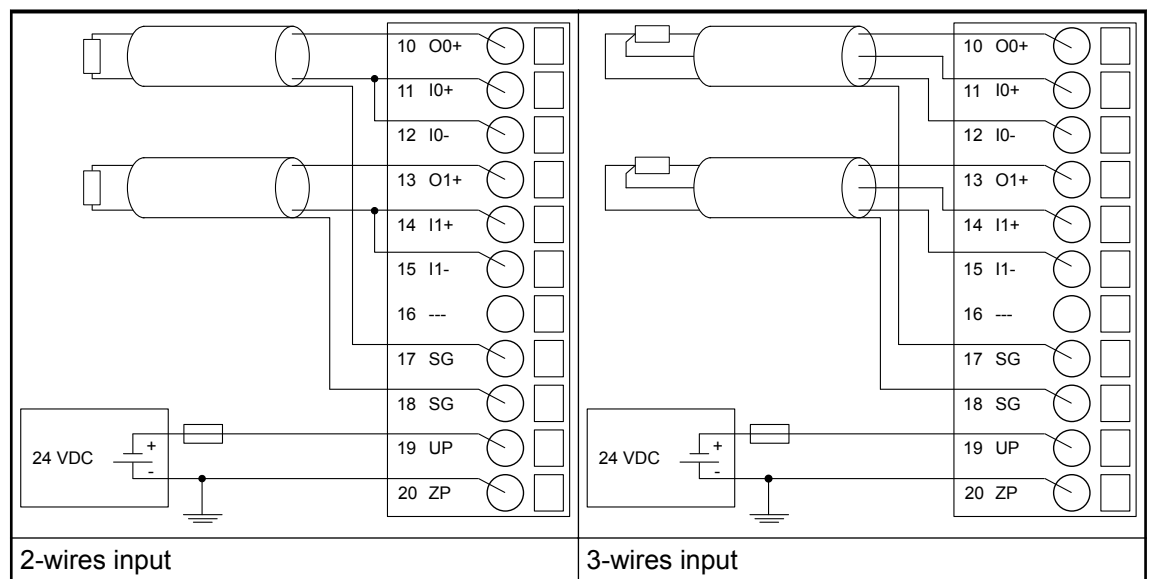 10 O0+
11 I0+
12 I0-
13 O1+
14 I1+
15 I1-
16 ---
17 SG
18 SG
19 UP
20 ZP
24 VDC
+
-
2-wires input
10 O0+
11 I0+
12 I0-
13 O1+
14 I1+
15 I1-
16 ---
17 SG
18 SG
19 UP
20 ZP
24 VDC
+
-
3-wires input